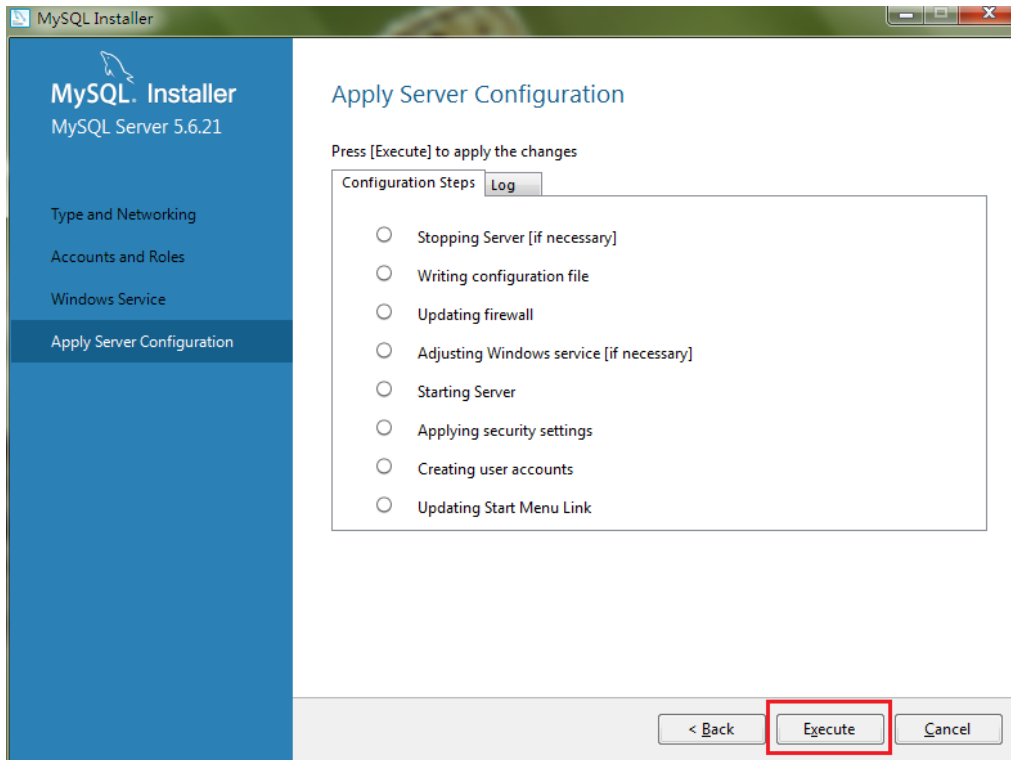 MySQL Installer
MySQL. Installer
MySQL Server 5.6.21
Type and Networking
Accounts and Roles
Windows Service
Apply Server Configuration
Apply Server Configuration
Press [Execute] to apply the changes
Configuration Steps Log
Stopping Server [if necessary]
Writing configuration file
Updating firewall
Adjusting Windows service [if necessary]
Starting Server
Applying security settings
Creating user accounts
Updating Start Menu Link
< Back Execute Cancel